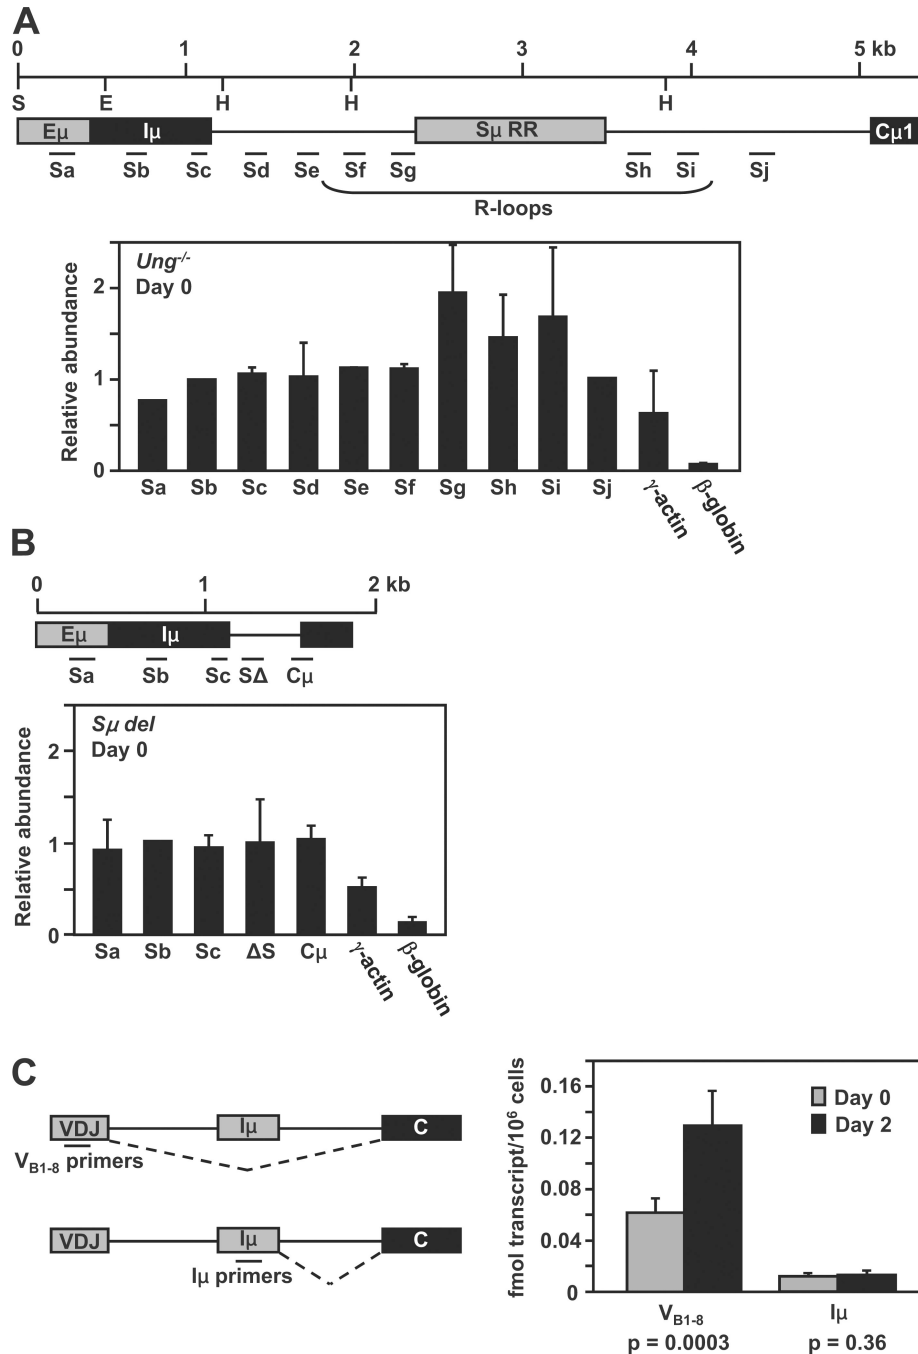 A
0 1 2 3 4 5 kb
S E H H H
Eμ Iμ Sμ RR Cμ1
Sa Sb Sc Sd Se Sf Sg Sh Si Sj
R-loops
Ung-/-
Day 0
Relative abundance
2
1
0
Sa Sb Sc Sd Se Sf Sg Sh Si Sj γ-actin β-globin
B
0 1 2 kb
Eμ Iμ
Sa Sb Sc SΔ Cμ
Sμ del
Day 0
Relative abundance
2
1
0
Sa Sb Sc ΔS Cμ γ-actin β-globin
C
VDJ Iμ C
VB1-8 primers
VDJ Iμ C
Iμ primers
fmol transcript/10⁶ cells
0.16
0.12
0.08
0.04
0
Day 0
Day 2
VB1-8 Iμ
p = 0.0003 p = 0.36